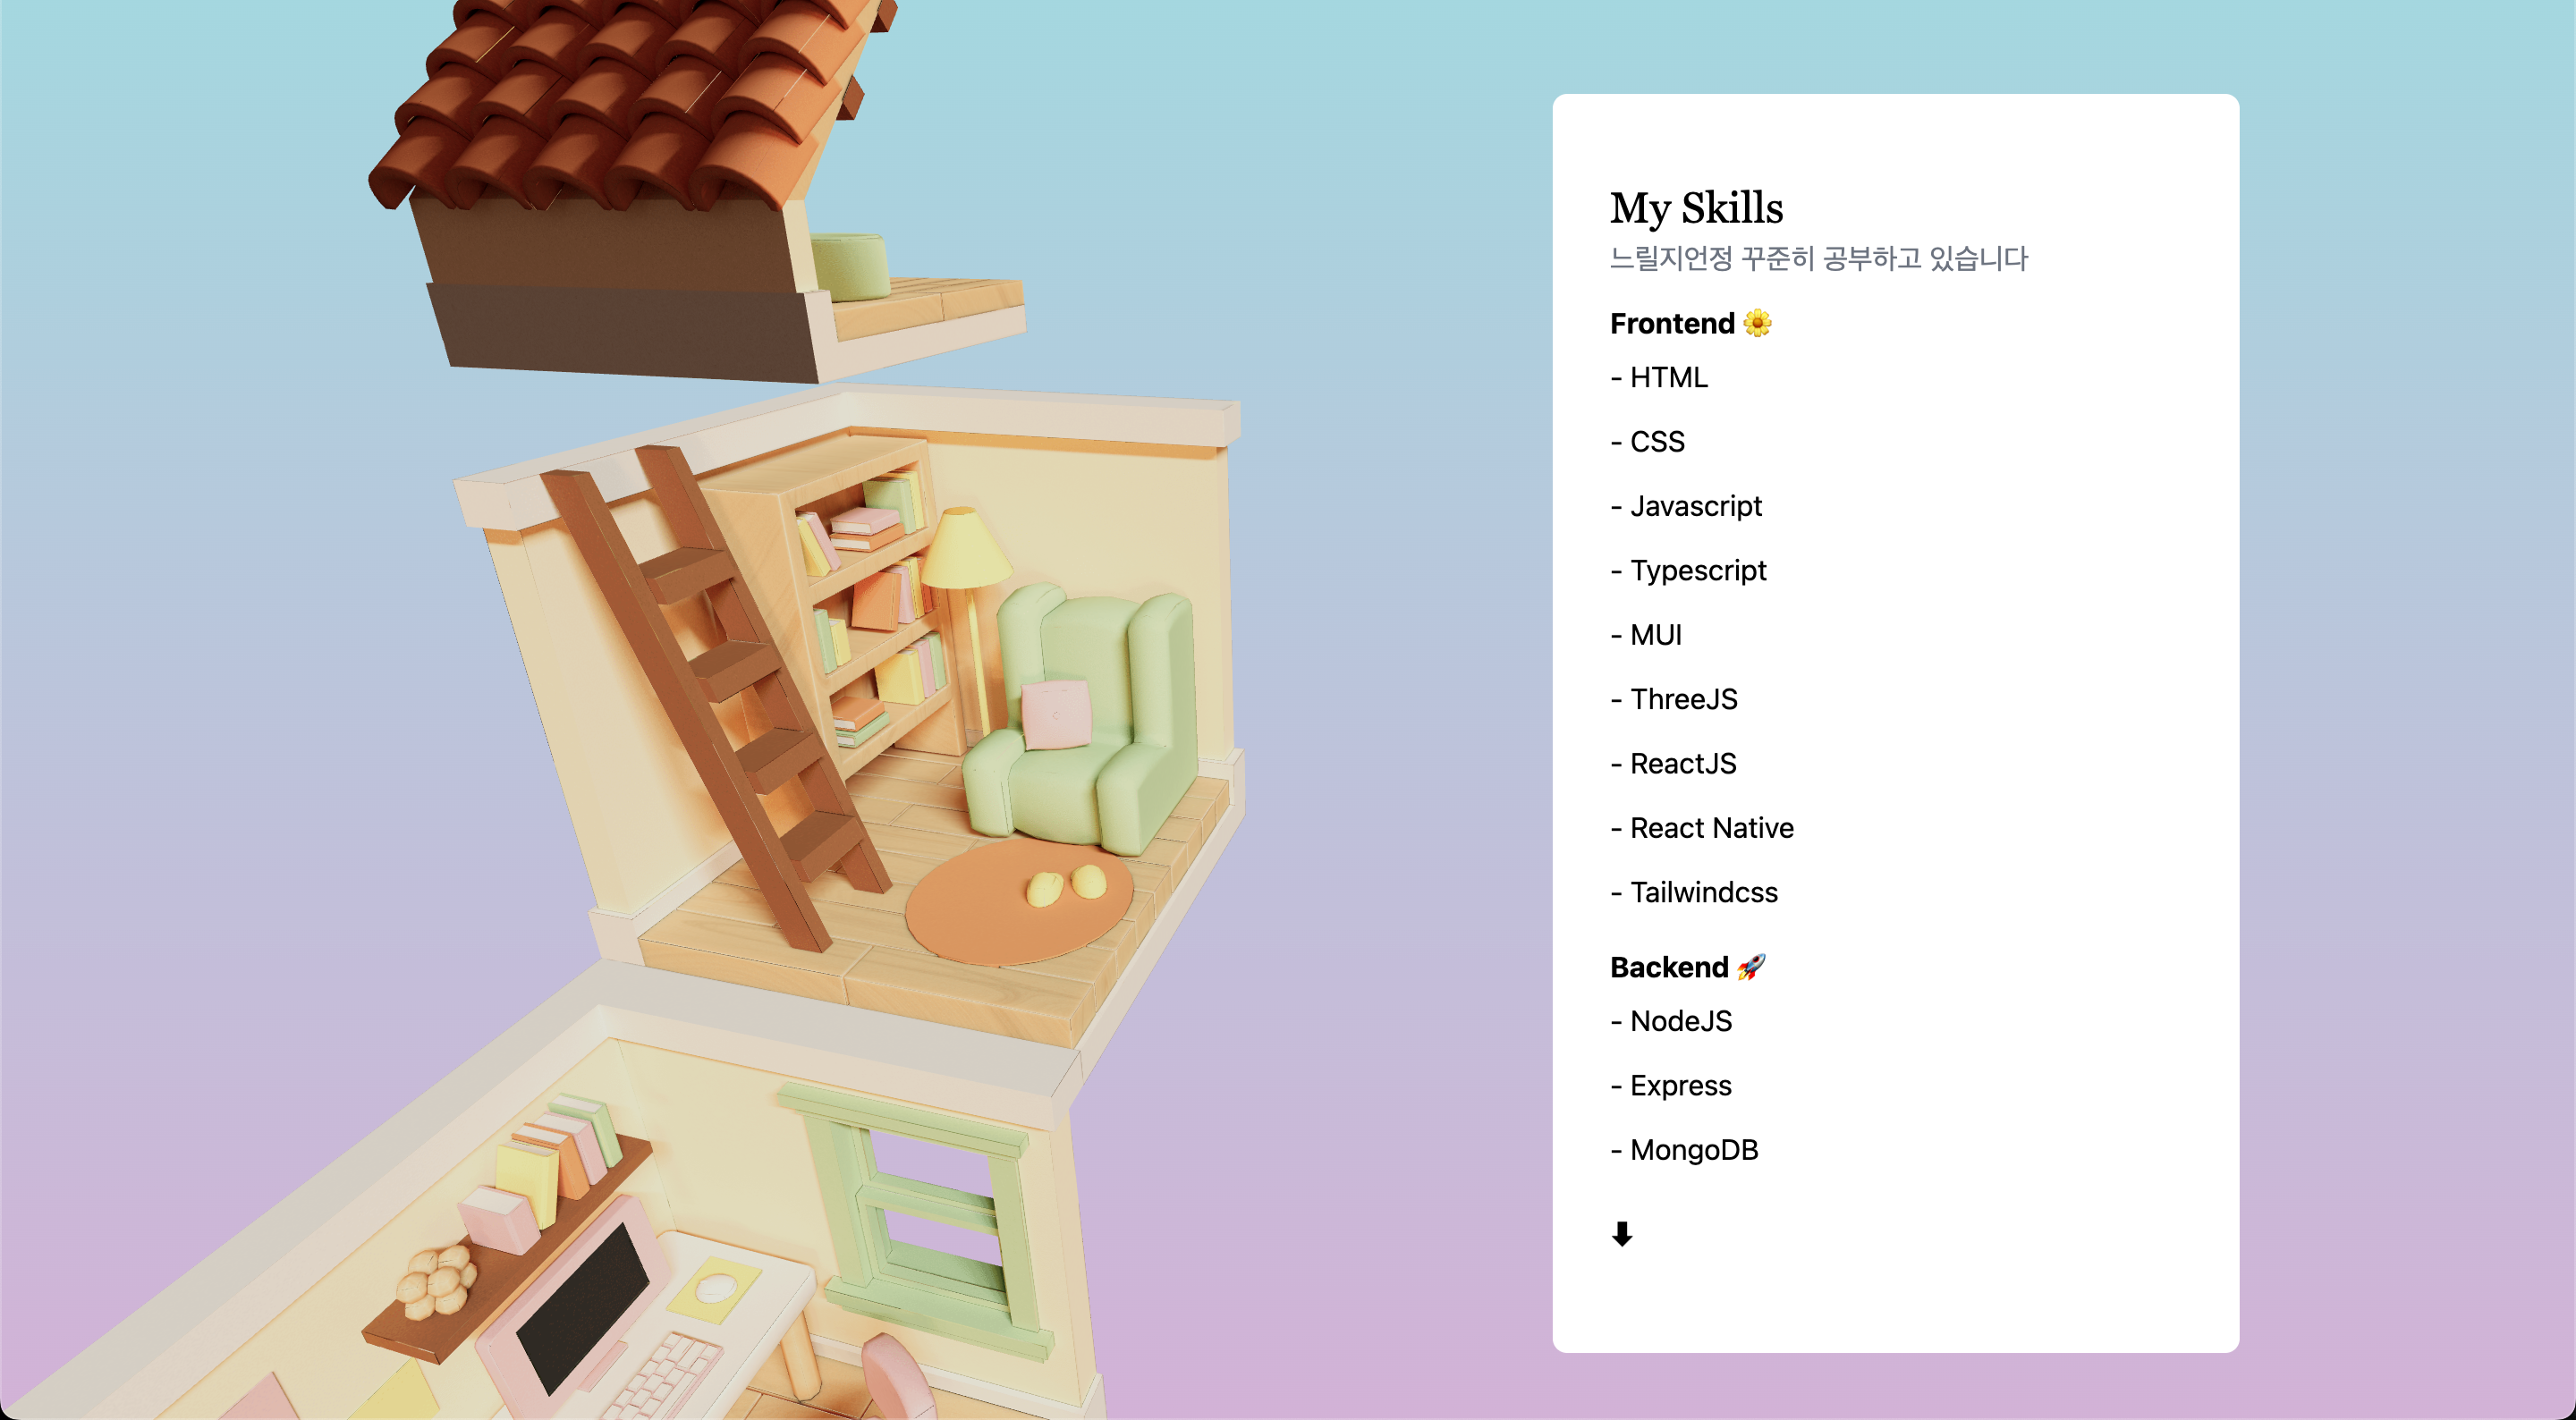 My Skills
느릴지언정 꾸준히 공부하고 있습니다
Frontend 🌼
- HTML
- CSS
- Javascript
- Typescript
- MUI
- ThreeJS
- ReactJS
- React Native
- Tailwindcss
Backend 🚀
- NodeJS
- Express
- MongoDB